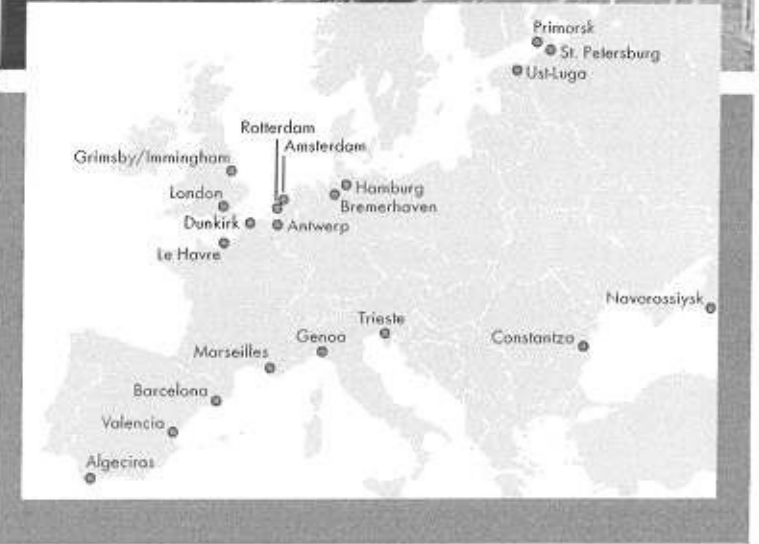 Primorsk
St. Petersburg
Ust-Luga
Rotterdam
Amsterdam
Grimsby/Immingham
Hamburg
London
Bremerhaven
Dunkirk
Antwerp
Le Havre
Novorossiysk
Trieste
Constantza
Genoa
Marseilles
Barcelona
Valencia
Algeciras